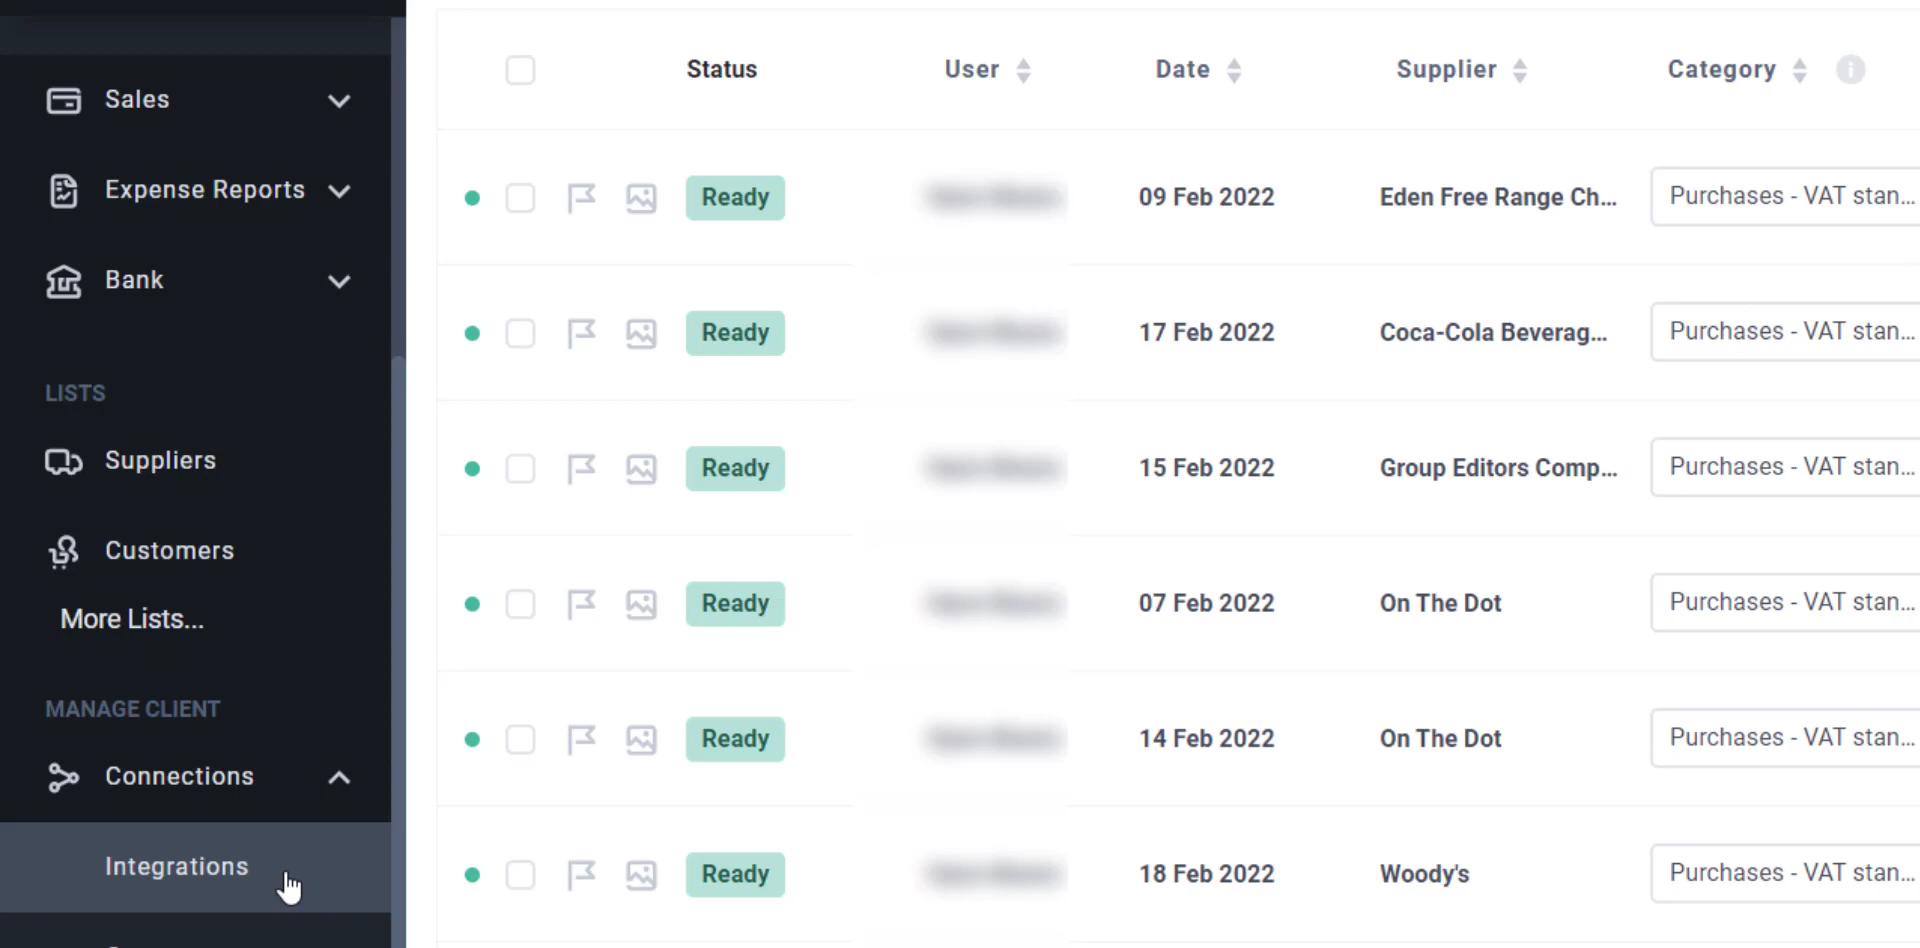 Sales
Expense Reports
Bank
LISTS
Suppliers
Customers
More Lists...
MANAGE CLIENT
Connections
Integrations
Status User Date Supplier Category
Ready 09 Feb 2022 Eden Free Range Ch... Purchases - VAT stan...
Ready 17 Feb 2022 Coca-Cola Beverag... Purchases - VAT stan...
Ready 15 Feb 2022 Group Editors Comp... Purchases - VAT stan...
Ready 07 Feb 2022 On The Dot Purchases - VAT stan...
Ready 14 Feb 2022 On The Dot Purchases - VAT stan...
Ready 18 Feb 2022 Woody's Purchases - VAT stan...